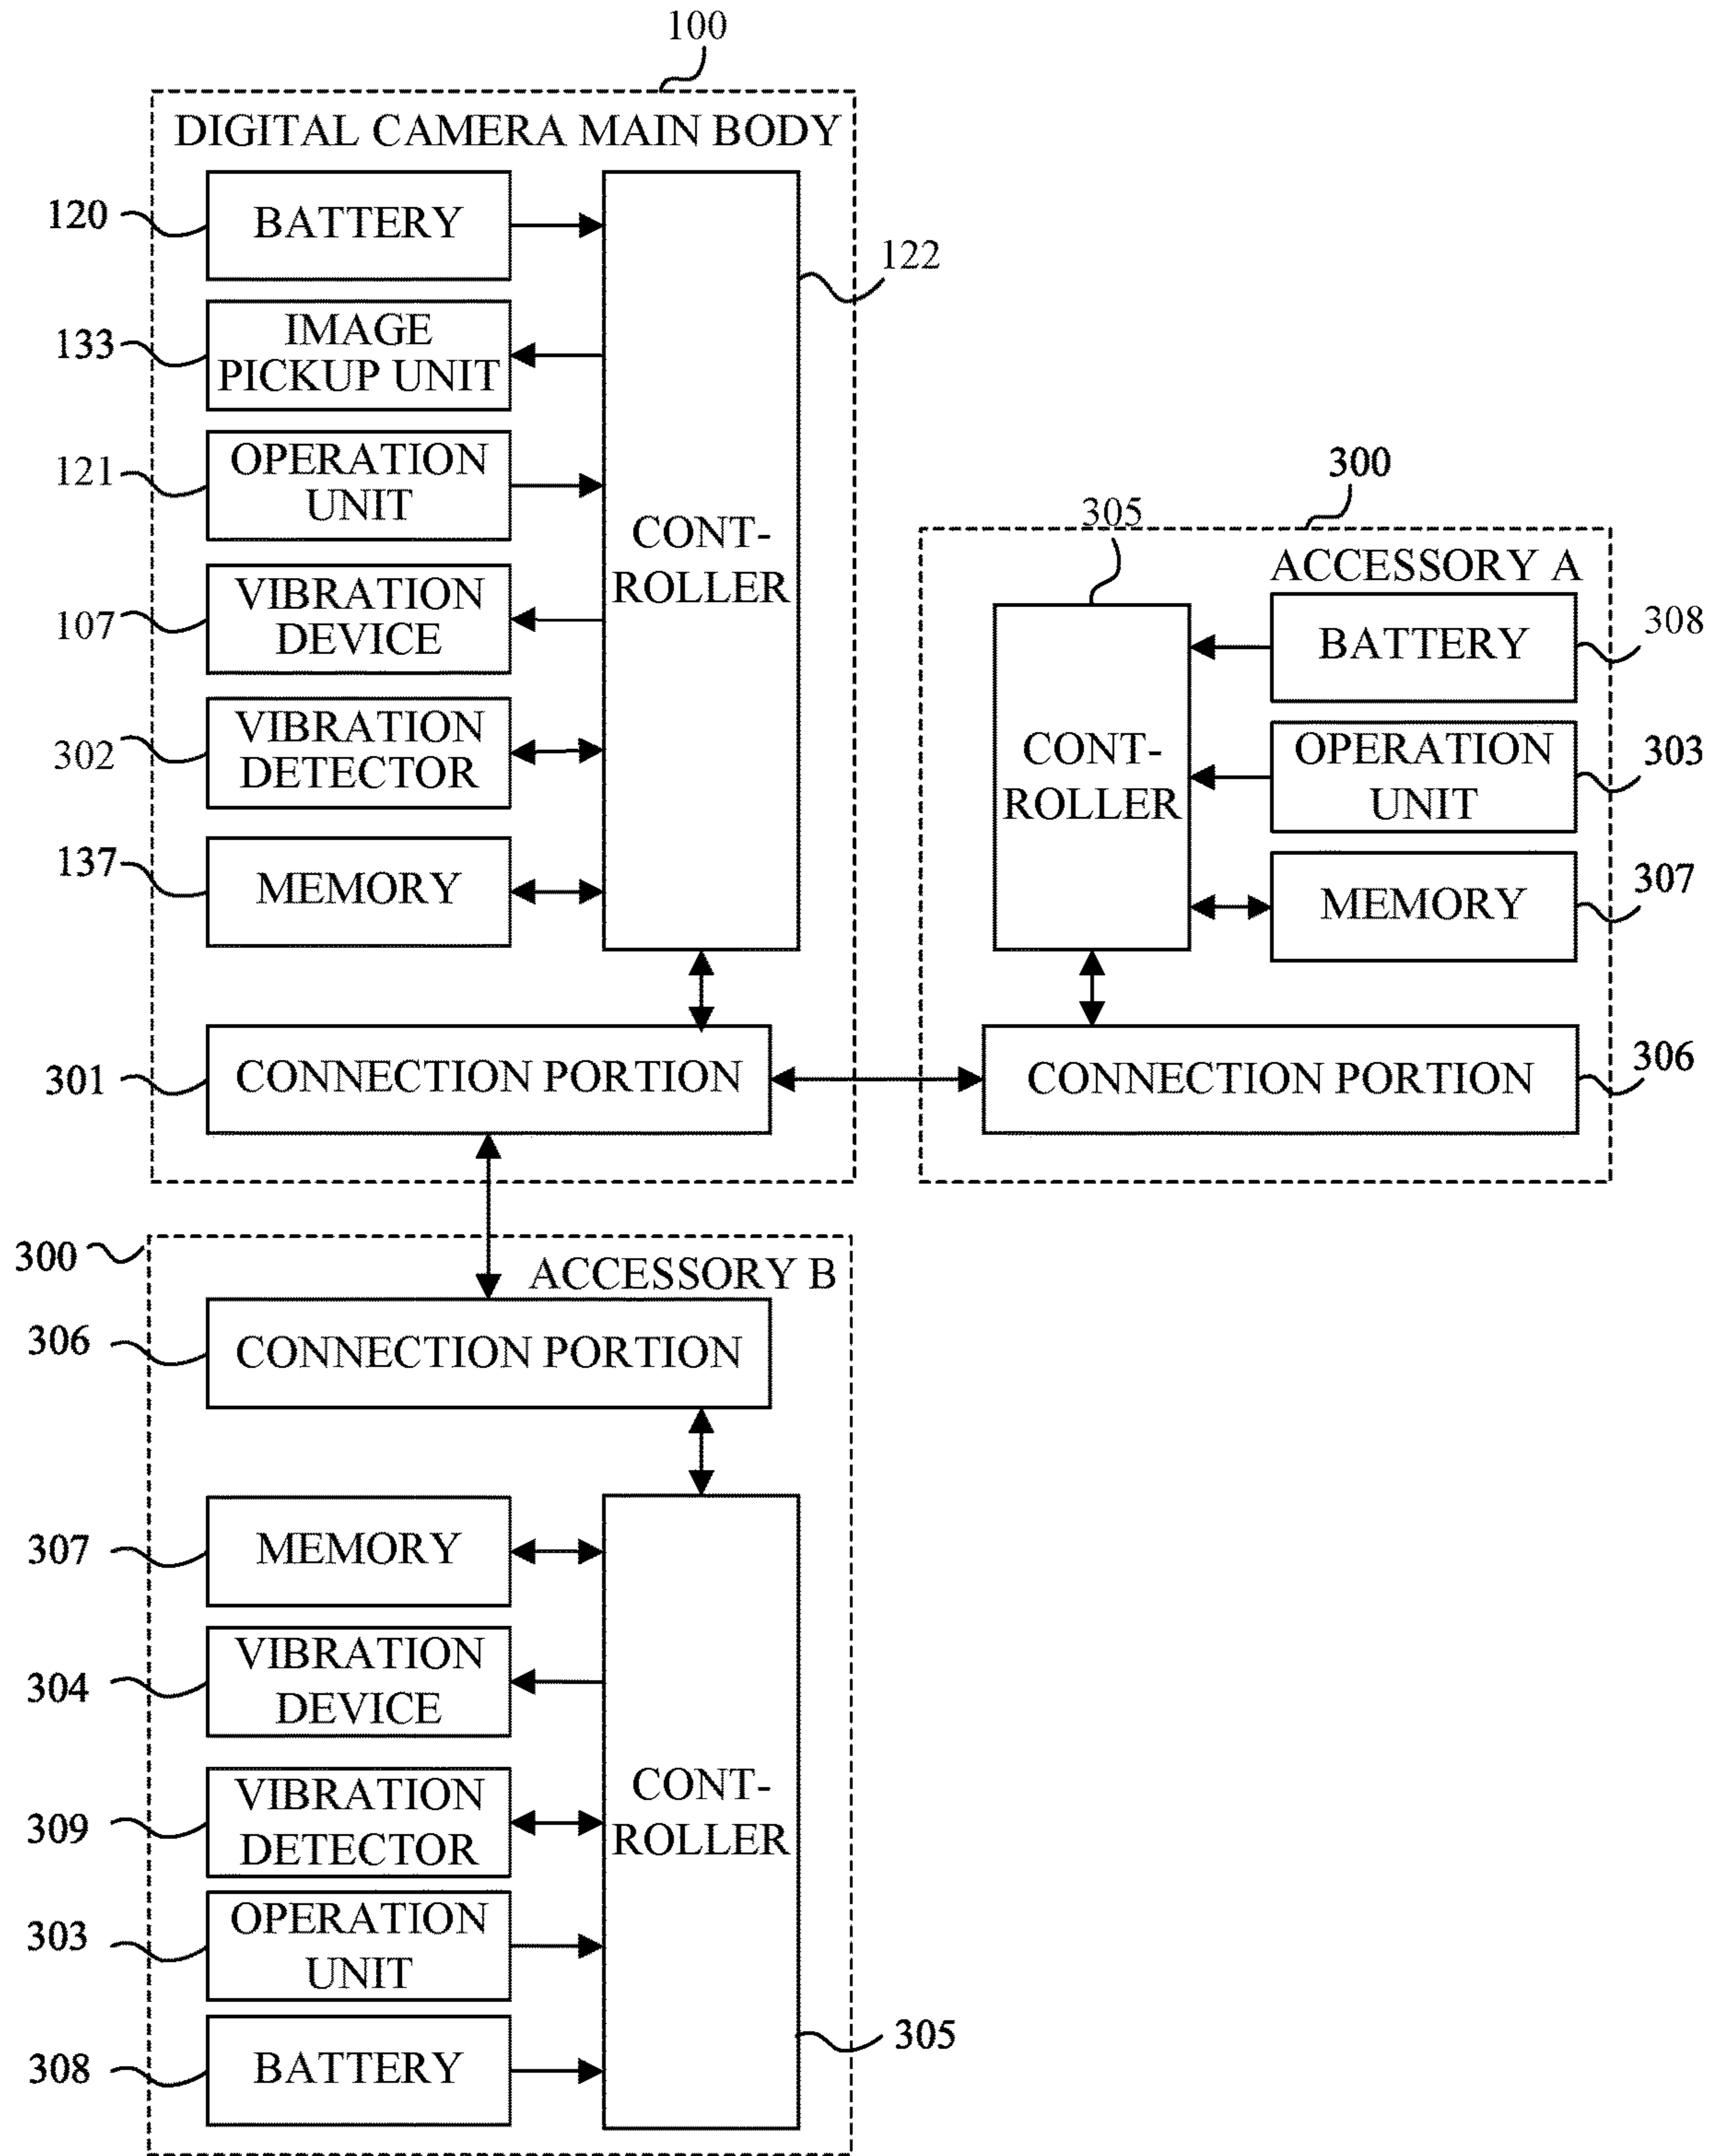 100
DIGITAL CAMERA MAIN BODY
120
BATTERY
122
133
IMAGE
PICKUP UNIT
121
OPERATION
UNIT
CONT-
ROLLER
107
VIBRATION
DEVICE
302
VIBRATION
DETECTOR
137
MEMORY
301
CONNECTION PORTION
300
305
ACCESSORY A
BATTERY
308
CONT-
ROLLER
OPERATION
UNIT
303
MEMORY
307
CONNECTION PORTION
306
300
ACCESSORY B
306
CONNECTION PORTION
307
MEMORY
304
VIBRATION
DEVICE
309
VIBRATION
DETECTOR
CONT-
ROLLER
303
OPERATION
UNIT
305
308
BATTERY